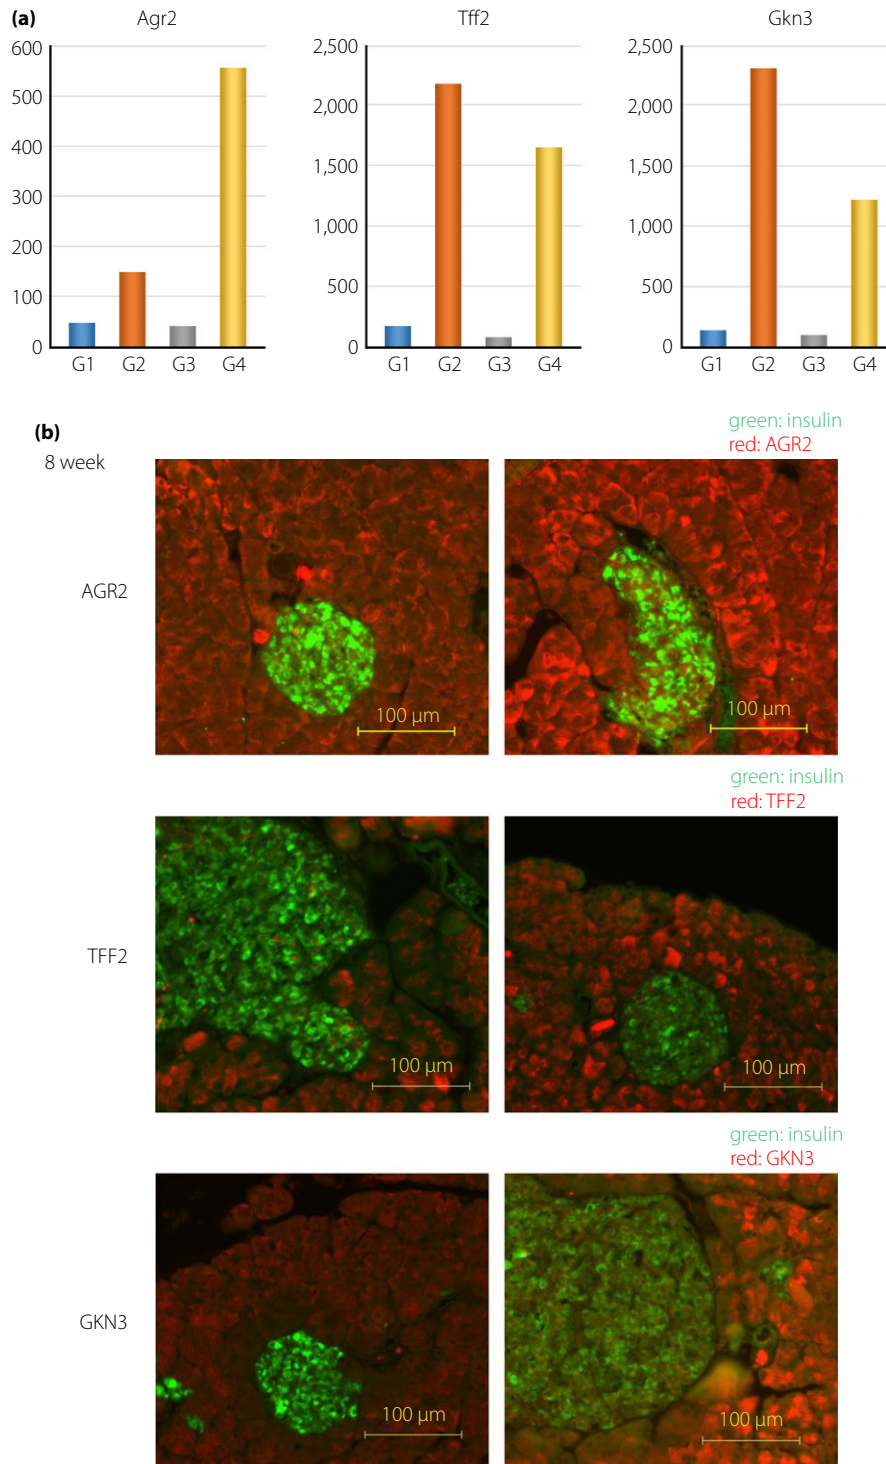 (a)
Agr2
600
500
400
300
200
100
0
G1 G2 G3 G4
Tff2
2,500
2,000
1,500
1,000
500
0
G1 G2 G3 G4
Gkn3
2,500
2,000
1,500
1,000
500
0
G1 G2 G3 G4
(b)
8 week
green: insulin
red: AGR2
AGR2
100 μm
100 μm
green: insulin
red: TFF2
TFF2
100 μm
100 μm
green: insulin
red: GKN3
GKN3
100 μm
100 μm